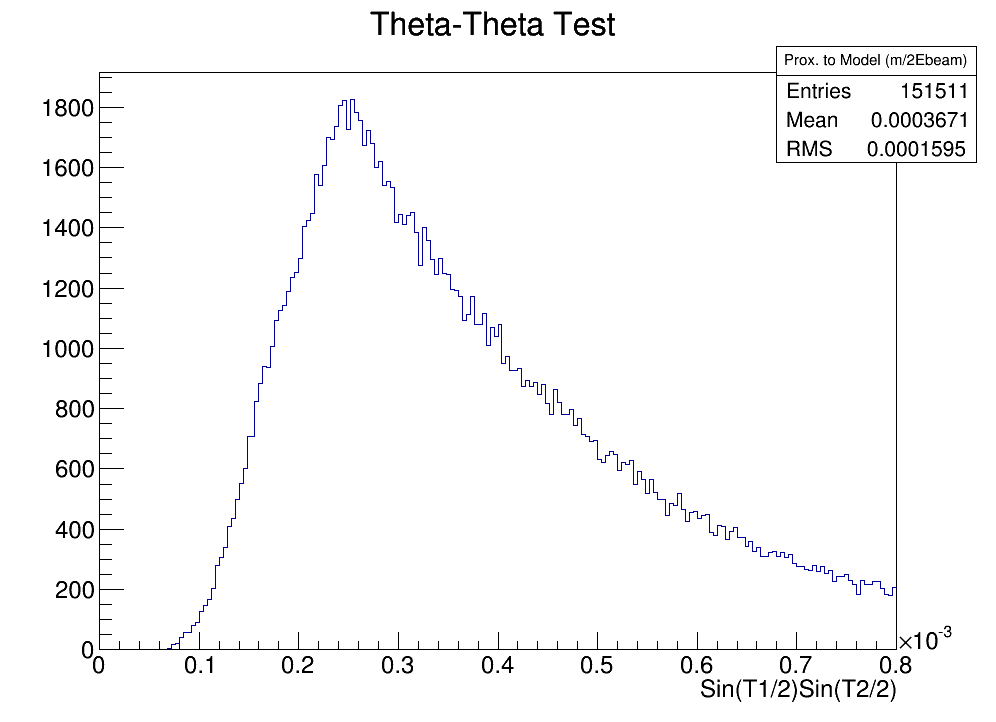 Theta-Theta Test
Prox. to Model (m/2Ebeam)
Entries 151511
Mean 0.0003671
RMS 0.0001595
1800
1600
1400
1200
1000
800
600
400
200
0
0 0.1 0.2 0.3 0.4 0.5 0.6 0.7 0.8
×10-3
Sin(T1/2)Sin(T2/2)